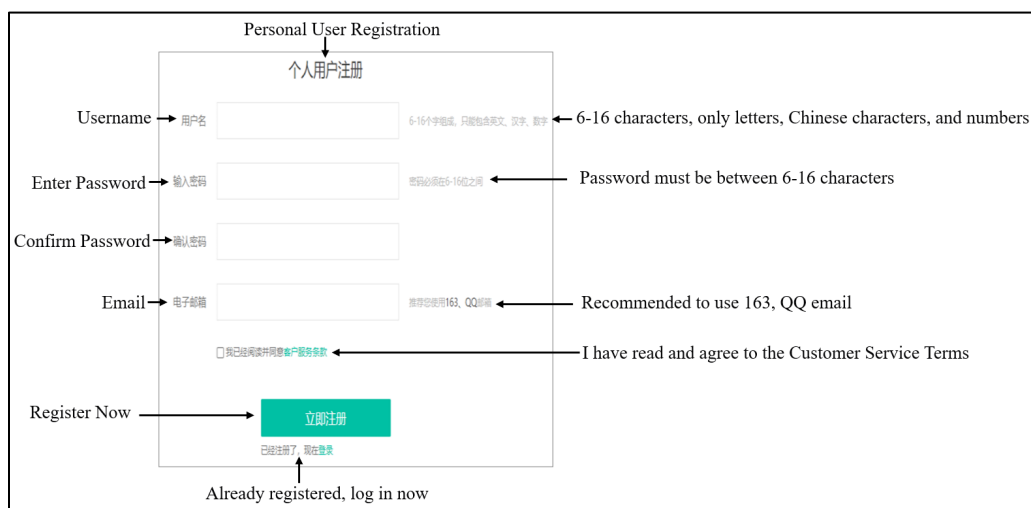 Personal User Registration
个人用户注册
Username 用户名 6-16个字组成，只能包含英文、汉字、数字 6-16 characters, only letters, Chinese characters, and numbers
Enter Password 输入密码 密码必须在6-16位之间 Password must be between 6-16 characters
Confirm Password 确认密码
Email 电子邮箱 推荐您使用163、QQ邮箱 Recommended to use 163, QQ email
我已经阅读并同意客户服务条款 I have read and agree to the Customer Service Terms
Register Now 立即注册
已经注册了，现在登录
Already registered, log in now